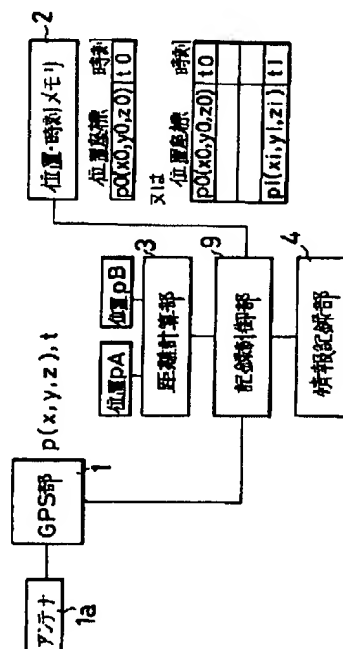 アンテナ
1a
GPS部
1
p(x,y,z),t
位置pA
位置pB
距離計算部
3
記録制御部
9
情報記録部
4
位置・時刻メモリ
2
位置座標 時刻
p0(x0,y0,z0) t0
又は
位置座標 時刻
p0(x0,y0,z0) t0
pi(xi,yi,zi) ti